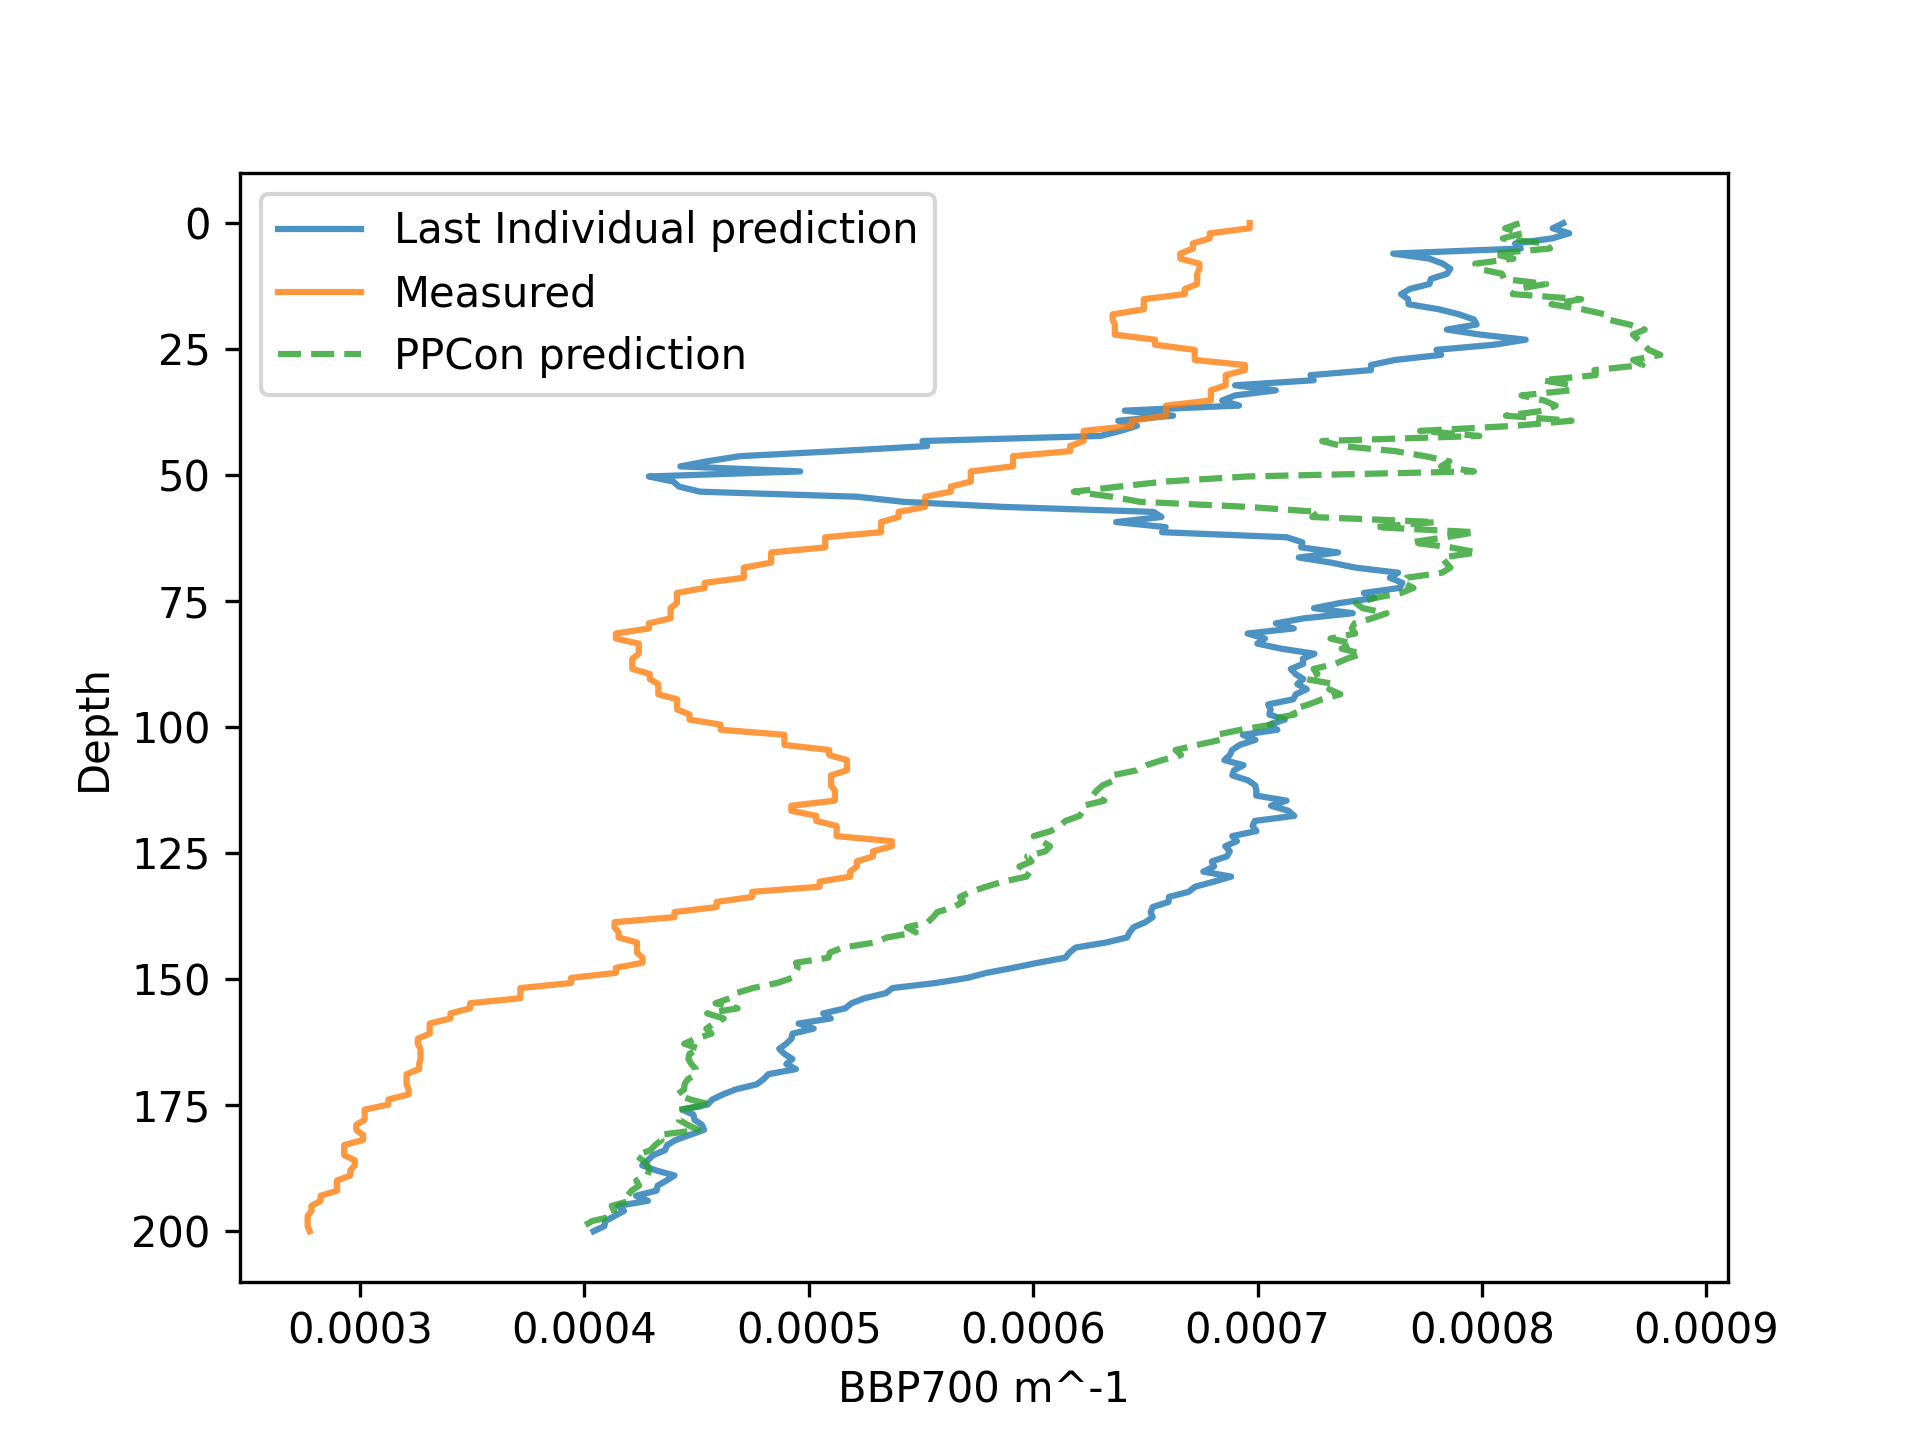 Last Individual prediction
Measured
PPCon prediction
0
25
50
75
100
125
150
175
200
Depth
0.0003 0.0004 0.0005 0.0006 0.0007 0.0008 0.0009
BBP700 m^-1